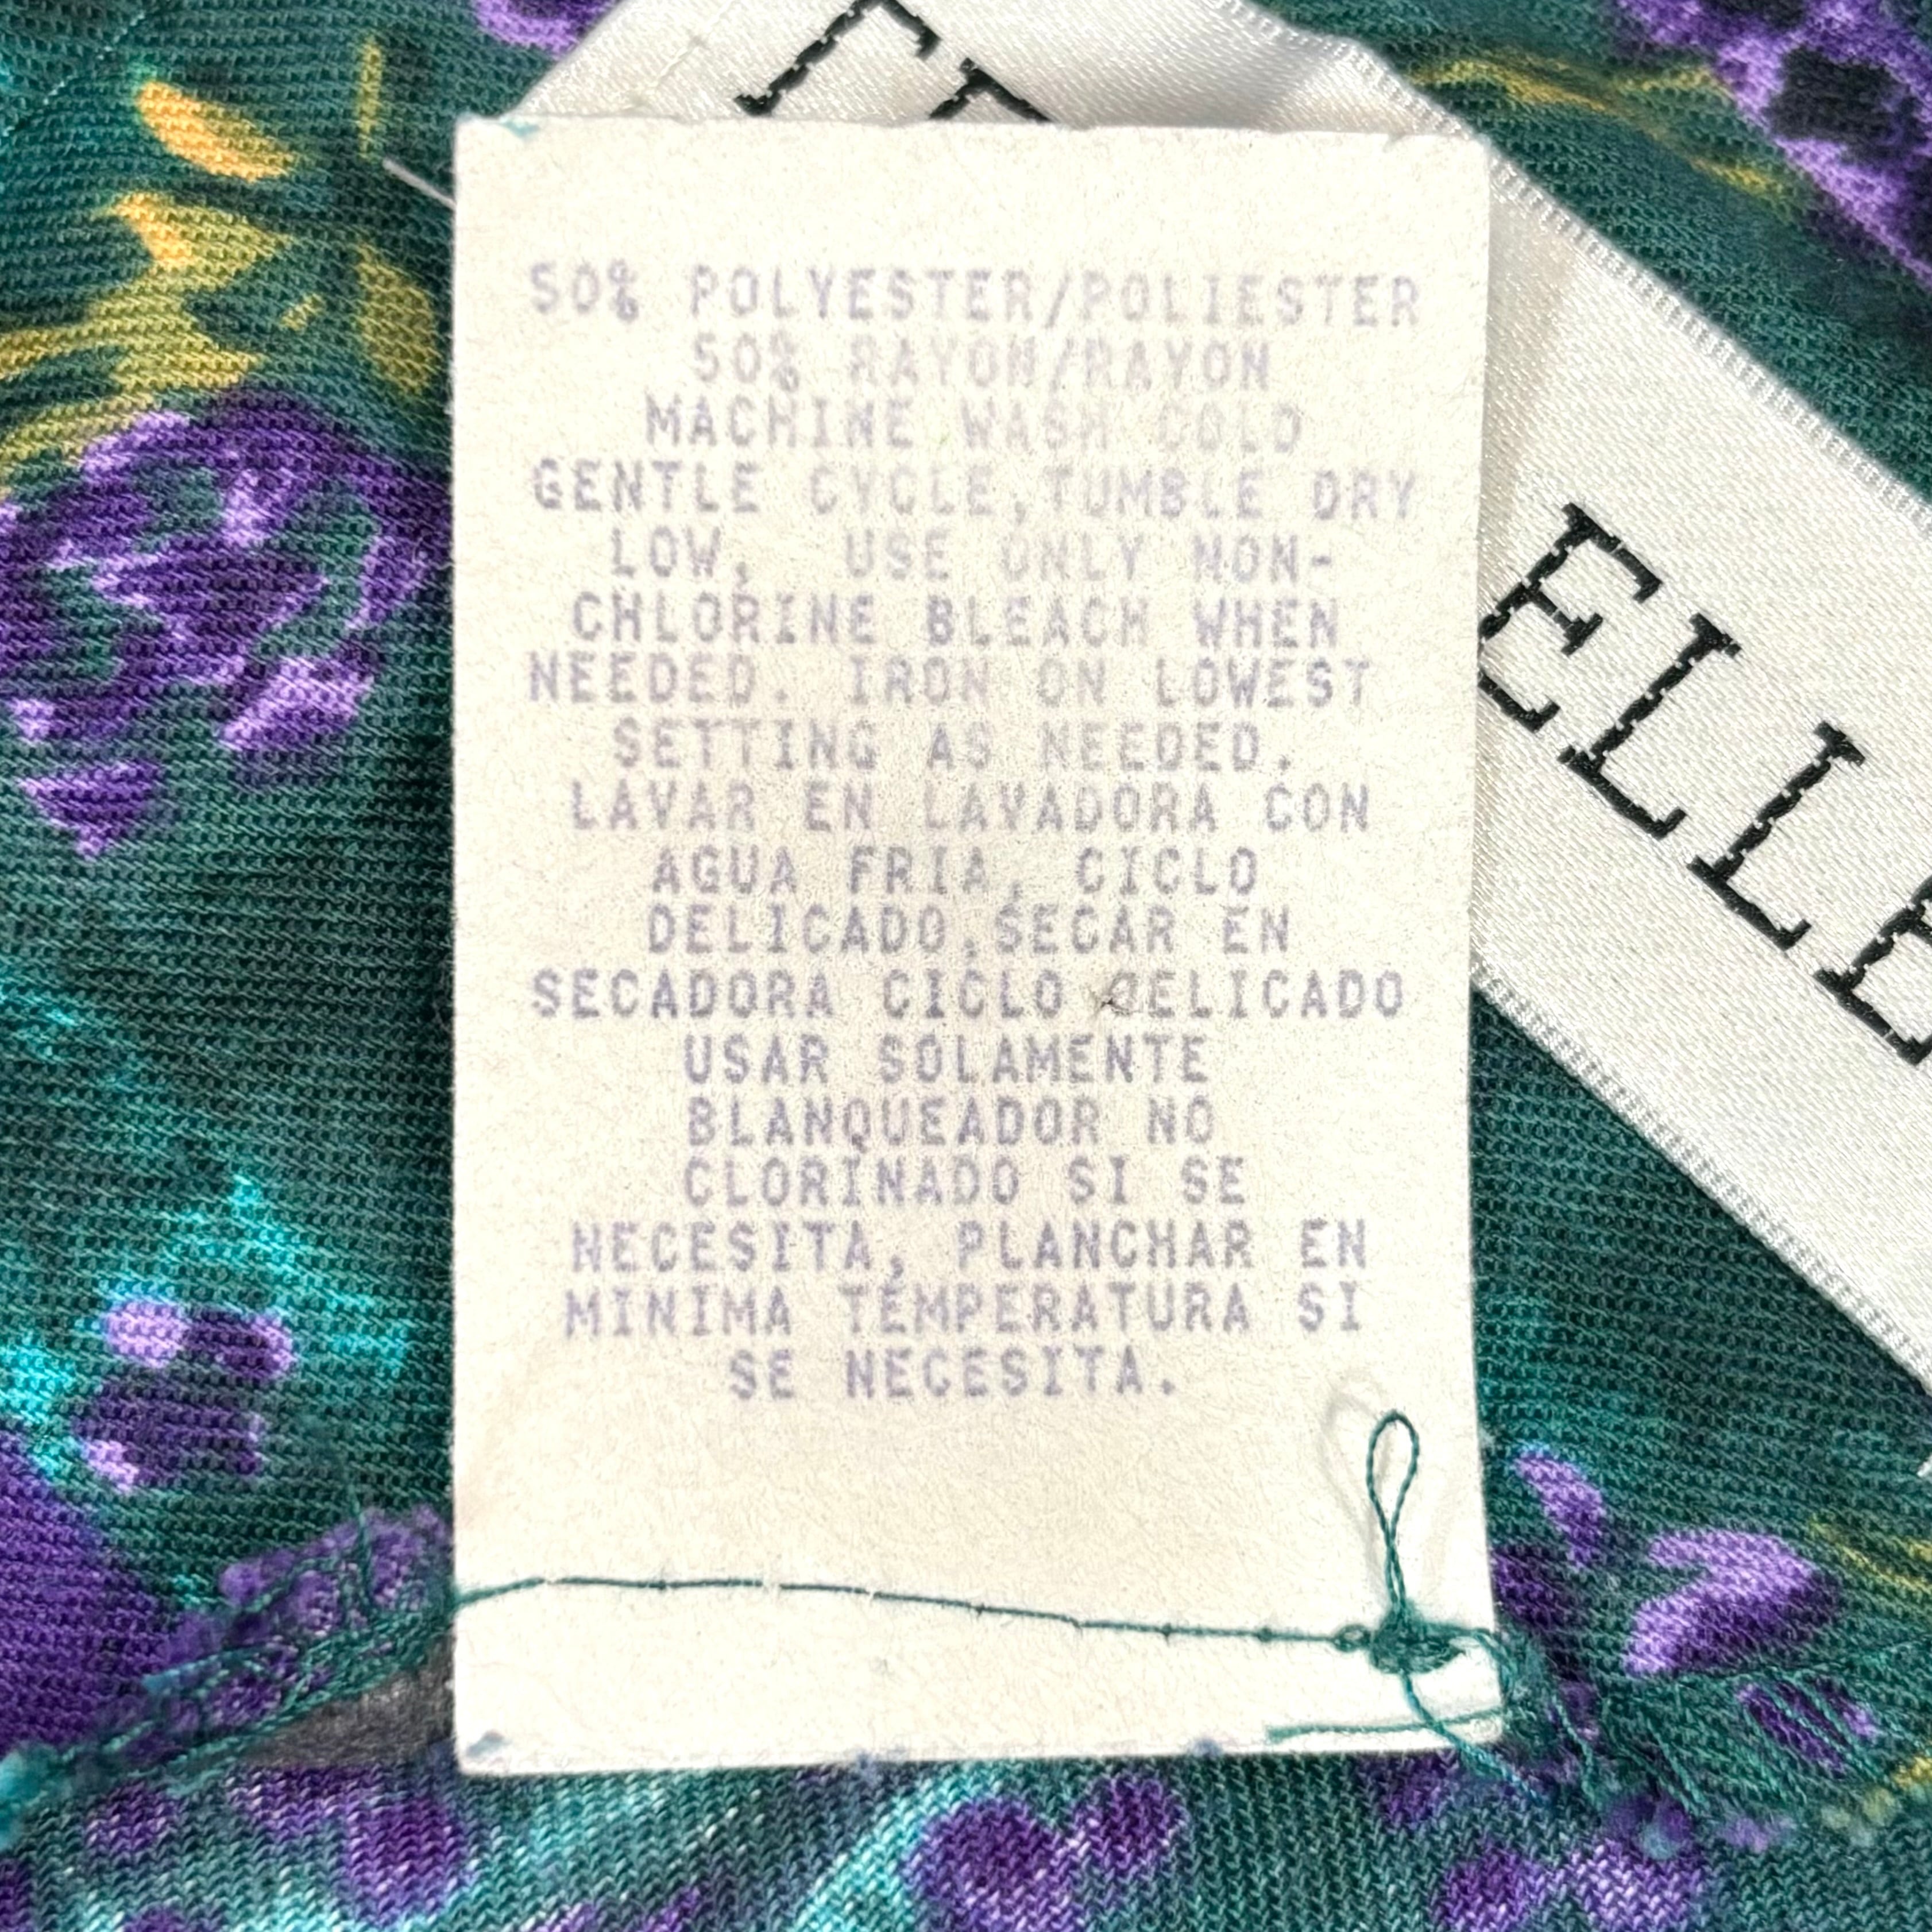 50% POLYESTER/POLIESTER
50% RAYON/RAYON
MACHINE WASH COLD
GENTLE CYCLE,TUMBLE DRY
LOW, USE ONLY NON-
CHLORINE BLEACH WHEN
NEEDED. IRON ON LOWEST
SETTING AS NEEDED.
LAVAR EN LAVADORA CON
AGUA FRIA, CICLO
DELICADO,SECAR EN
SECADORA CICLO DELICADO
USAR SOLAMENTE
BLANQUEADOR NO
CLORINADO SI SE
NECESITA, PLANCHAR EN
MINIMA TEMPERATURA SI
SE NECESITA.
ELLE